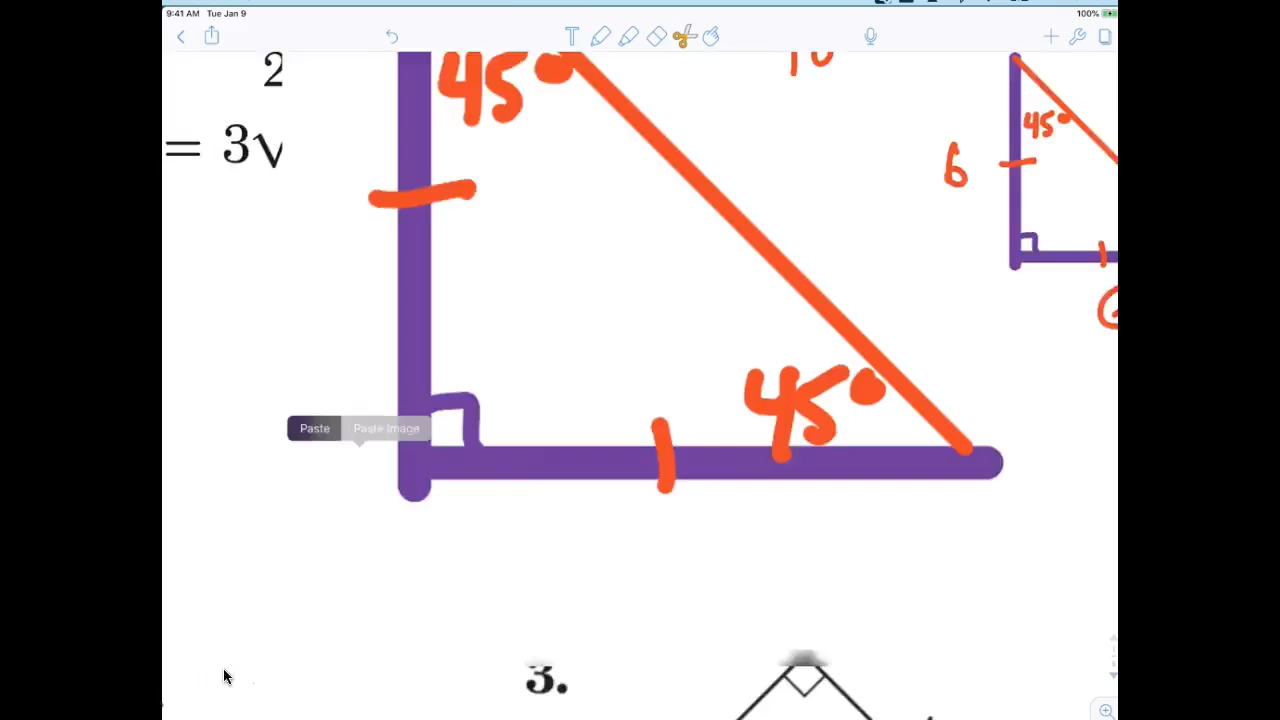 9:41 AM Tue Jan 9
100%
T
2
45°
= 3√
45°
6
45°
Paste Paste Image
3.